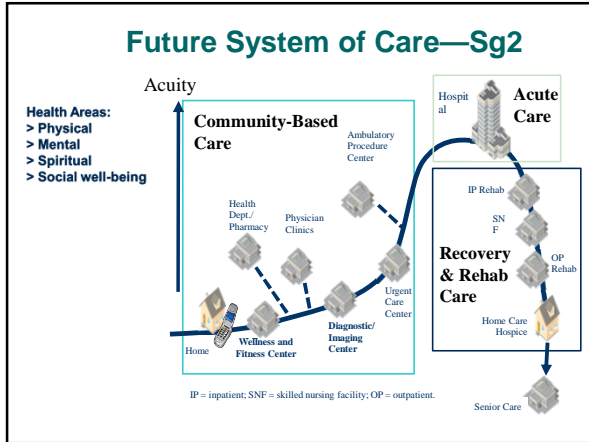 Future System of Care—Sg2
Acuity
Health Areas:
> Physical
> Mental
> Spiritual
> Social well-being
Community-Based
Care
Ambulatory
Procedure
Center
Health
Dept./
Pharmacy
Physician
Clinics
Home
Wellness and
Fitness Center
Diagnostic/
Imaging
Center
Urgent
Care
Center
Hospit
al
Acute
Care
IP Rehab
SN
F
OP
Rehab
Recovery
& Rehab
Care
Home Care
Hospice
Senior Care
IP = inpatient; SNF = skilled nursing facility; OP = outpatient.